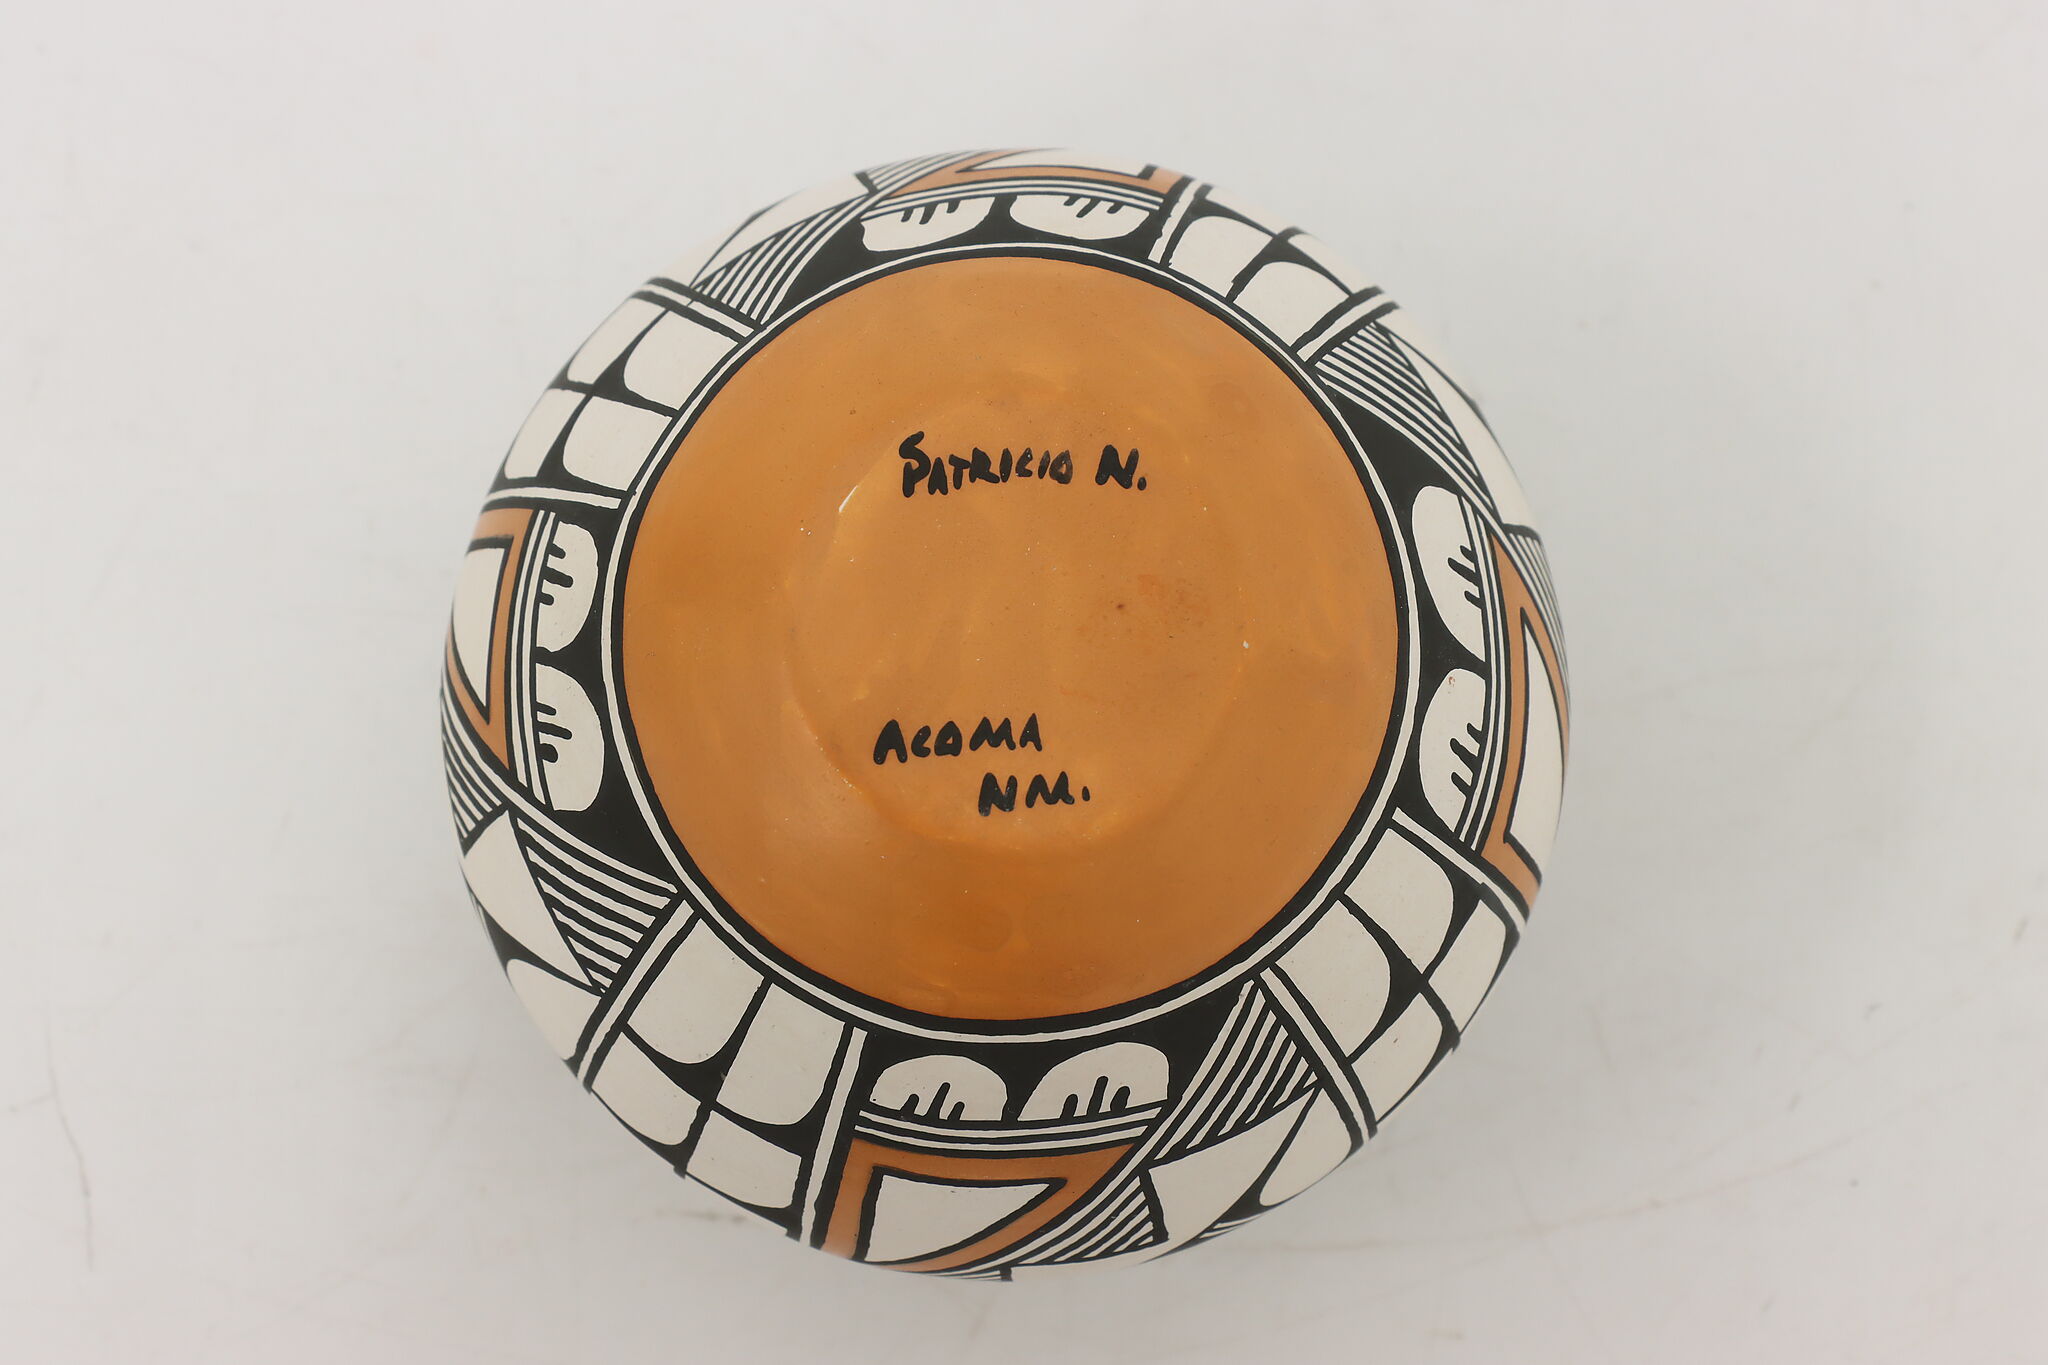 PATRICIO N.
ACOMA
NM.